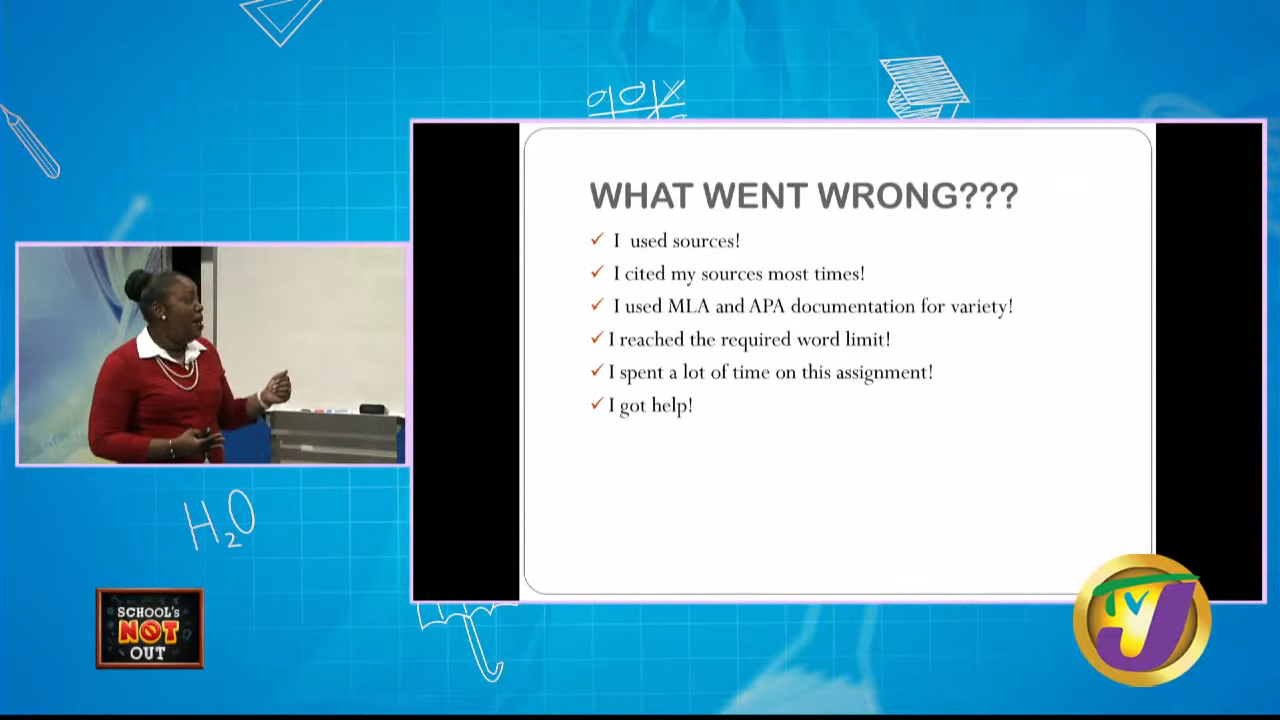 WHAT WENT WRONG???
I used sources!
I cited my sources most times!
I used MLA and APA documentation for variety!
I reached the required word limit!
I spent a lot of time on this assignment!
I got help!
H₂O
SCHOOL's
NOT
OUT
TVJ